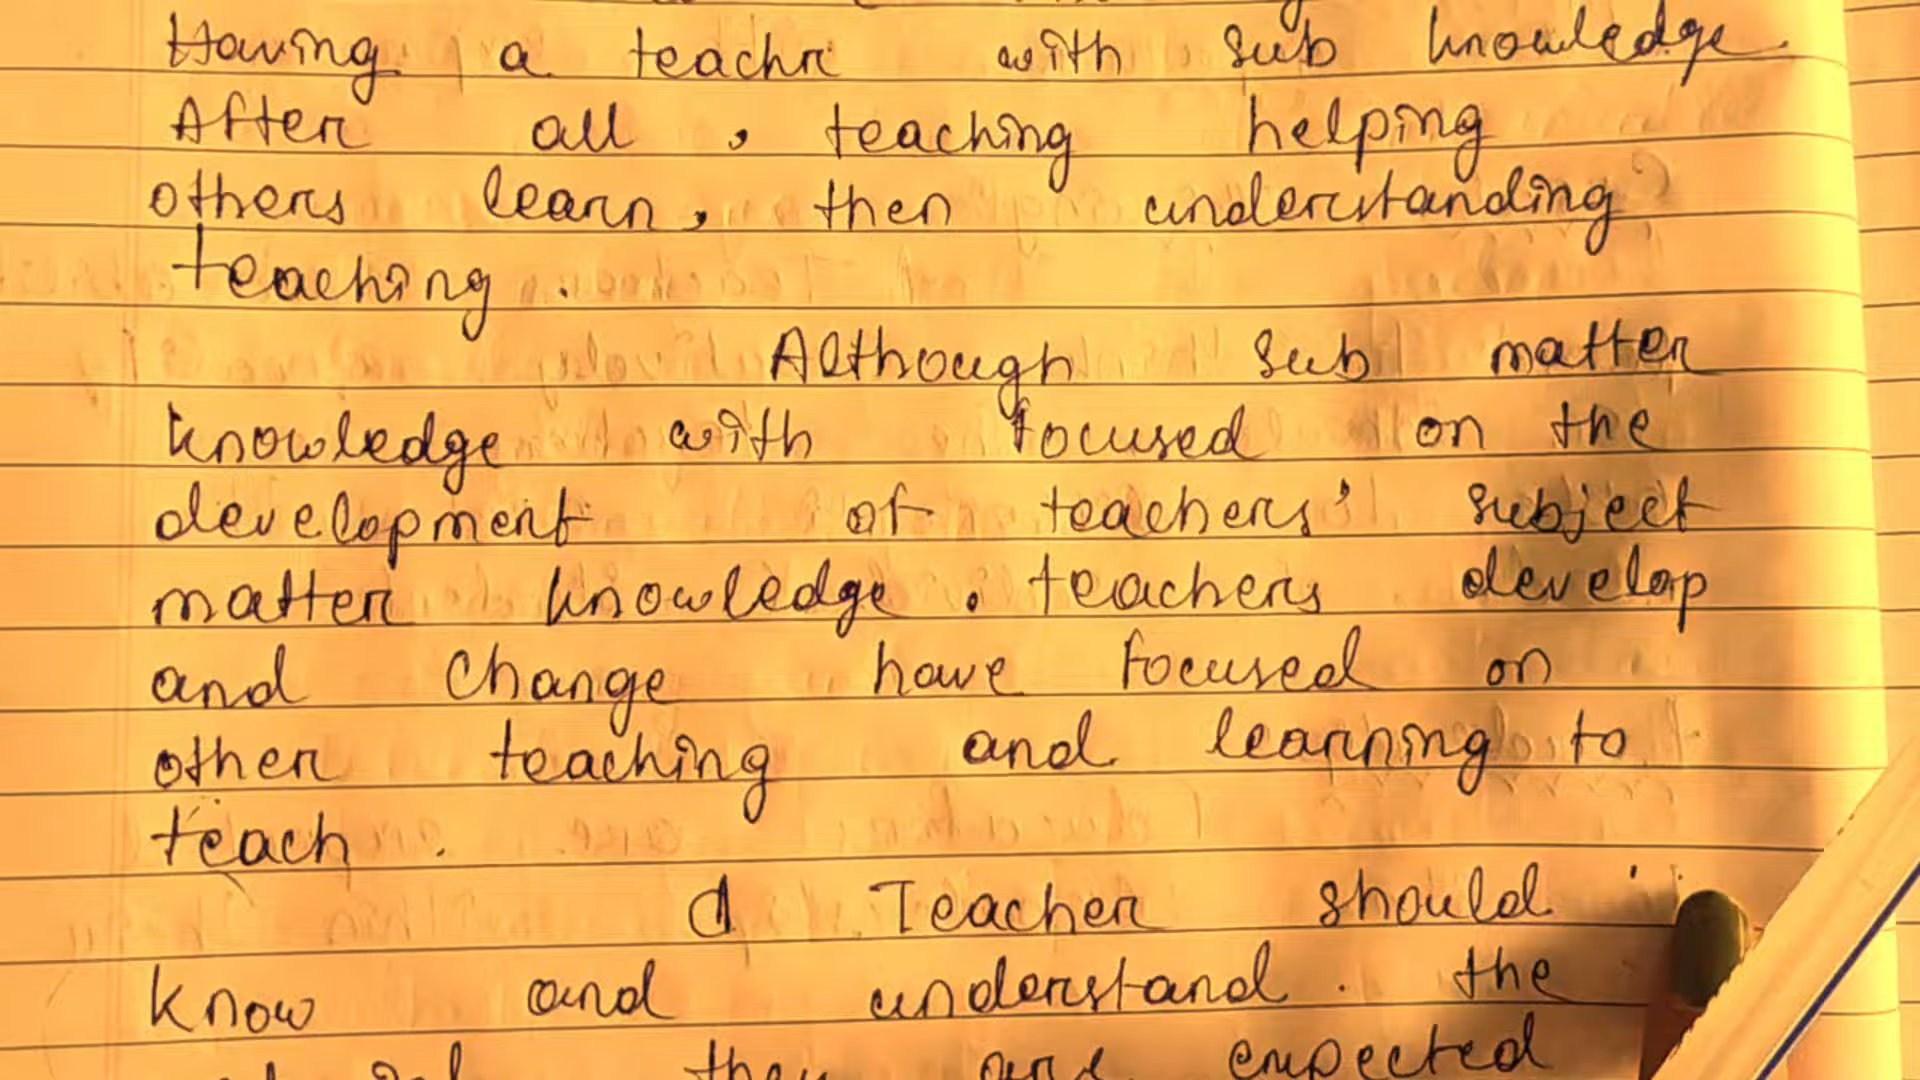 Having a teachr with sub knowledge.
After all, teaching helping
others learn, then understanding
teaching.
Although sub matter
knowledge with focused on the
development of teachers' subject
matter knowledge. teachers develop
and change have focused on
other teaching and learning to
teach.
A Teacher should
know and understand. the
they are expected